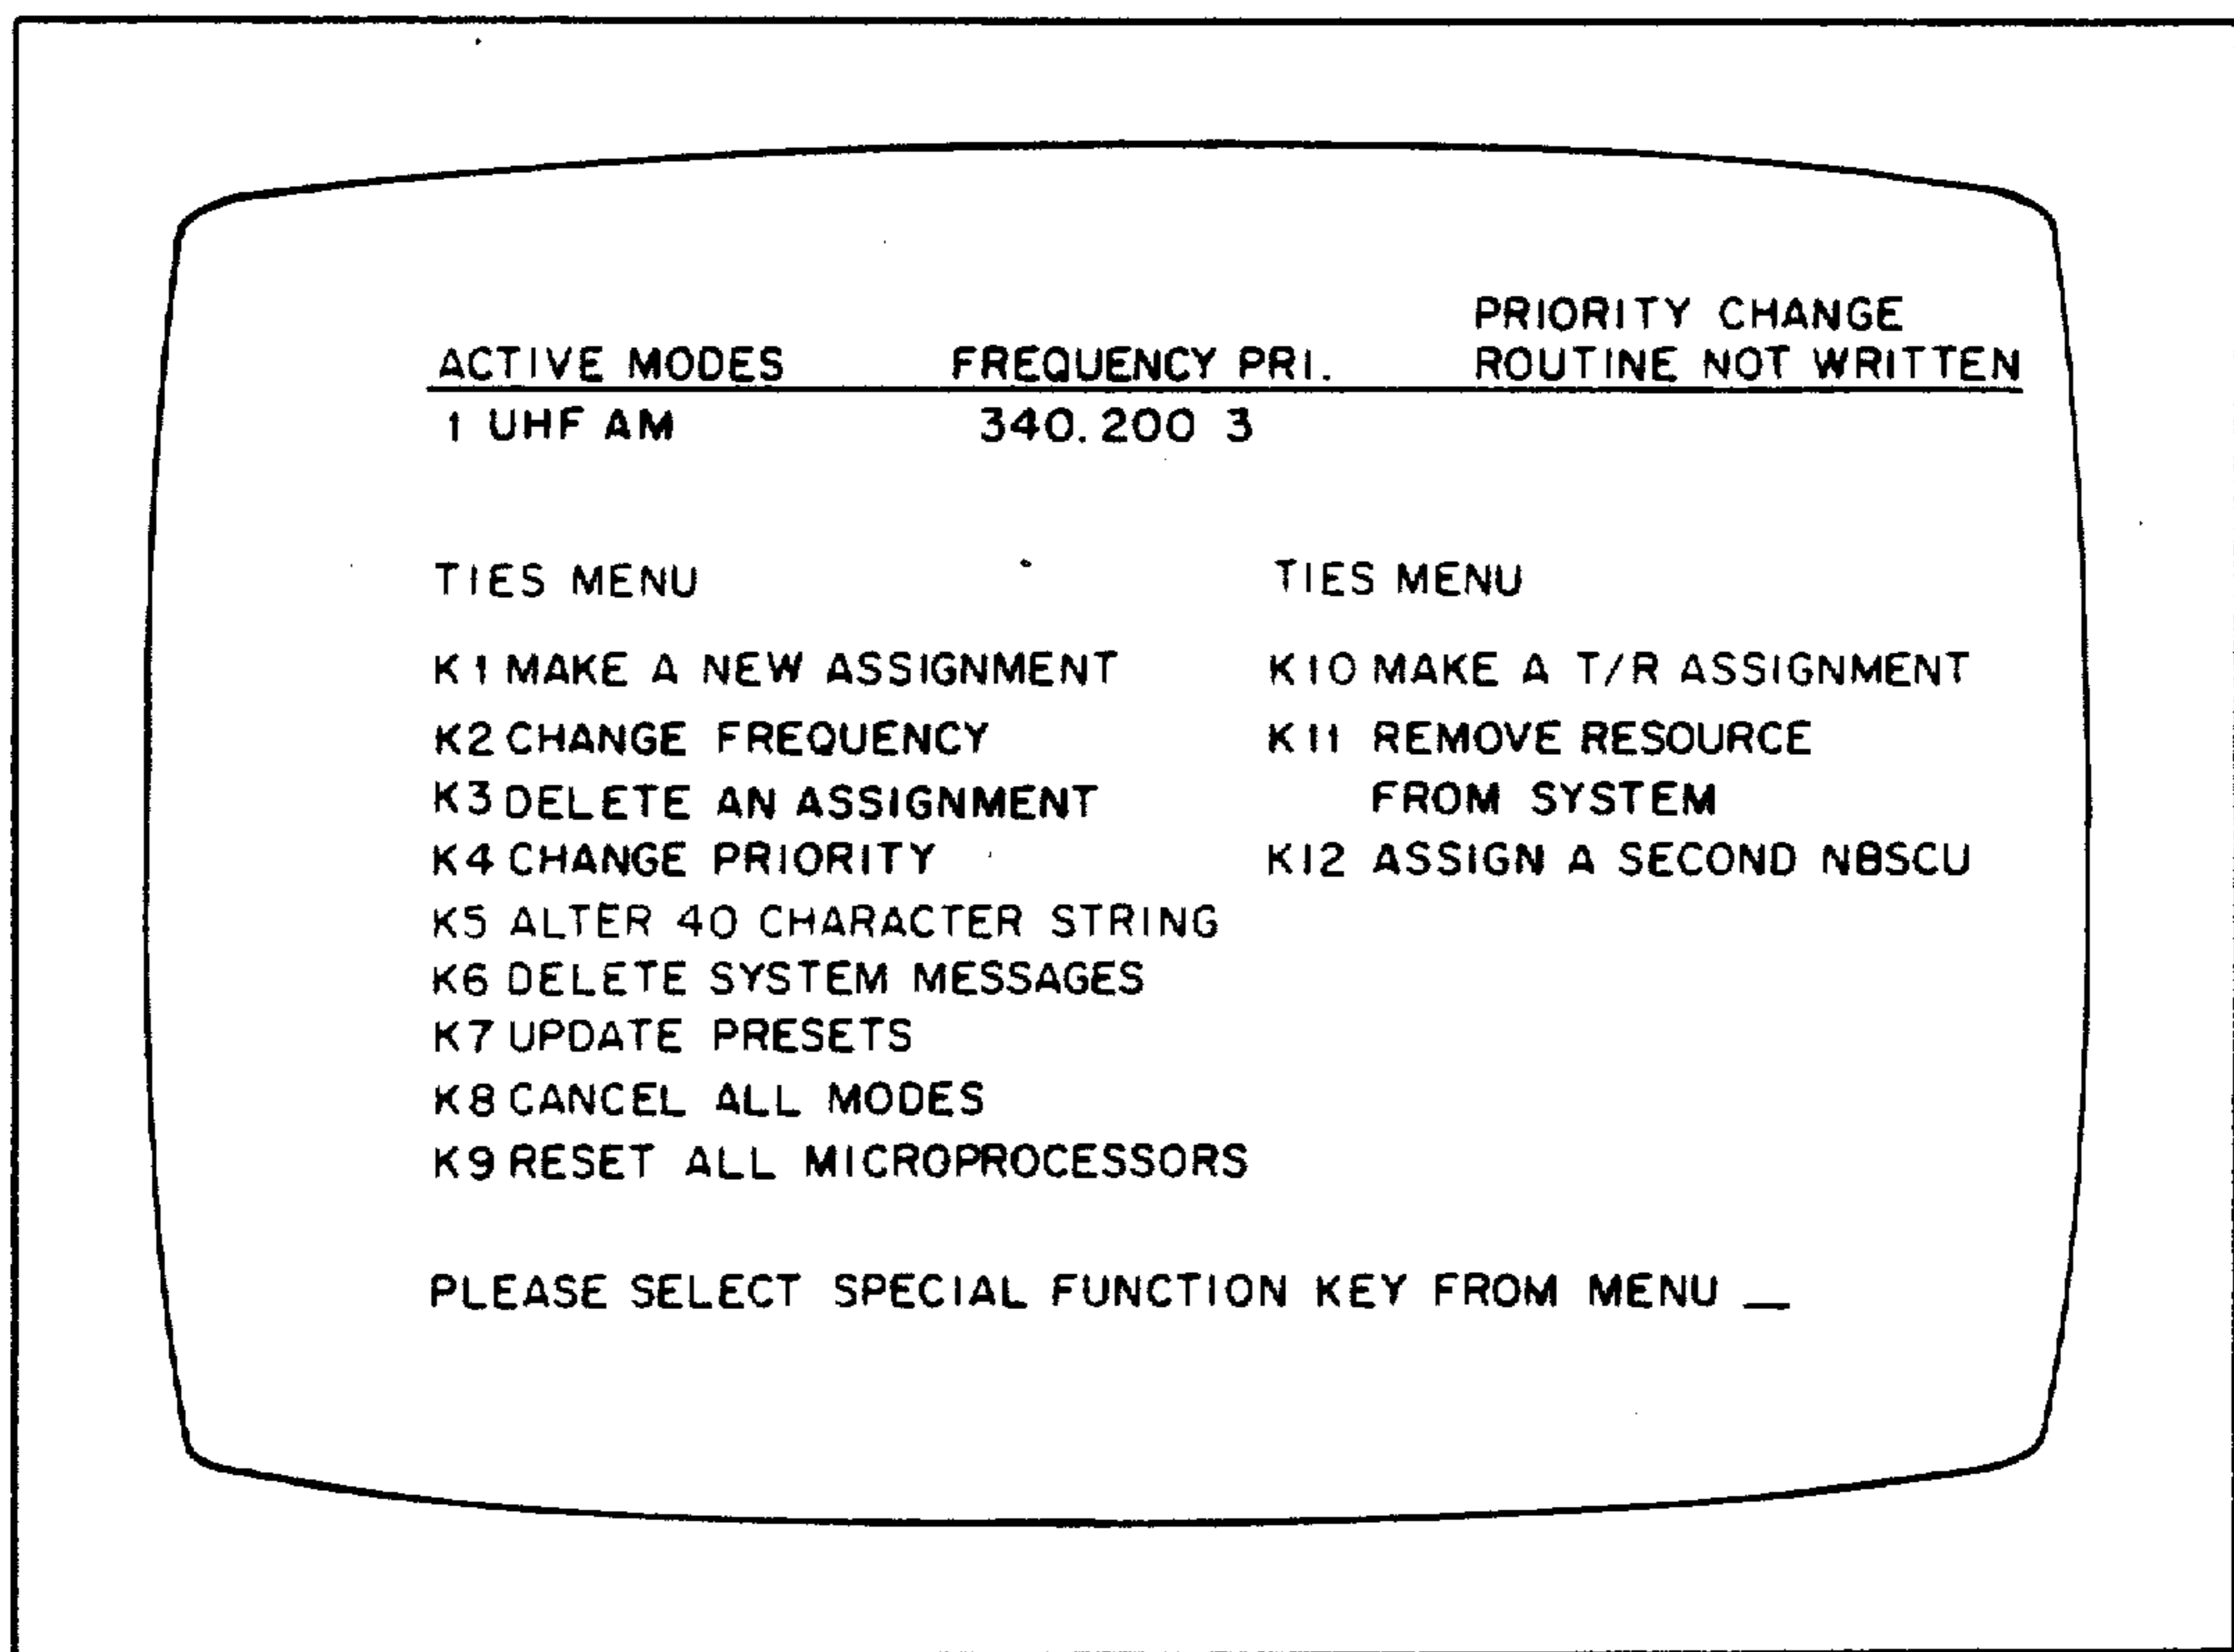 PRIORITY CHANGE
ACTIVE MODES FREQUENCY PRI. ROUTINE NOT WRITTEN
1 UHF AM 340.200 3
TIES MENU TIES MENU
K1 MAKE A NEW ASSIGNMENT K10 MAKE A T/R ASSIGNMENT
K2 CHANGE FREQUENCY K11 REMOVE RESOURCE
K3 DELETE AN ASSIGNMENT FROM SYSTEM
K4 CHANGE PRIORITY K12 ASSIGN A SECOND NBSCU
K5 ALTER 40 CHARACTER STRING
K6 DELETE SYSTEM MESSAGES
K7 UPDATE PRESETS
K8 CANCEL ALL MODES
K9 RESET ALL MICROPROCESSORS
PLEASE SELECT SPECIAL FUNCTION KEY FROM MENU _